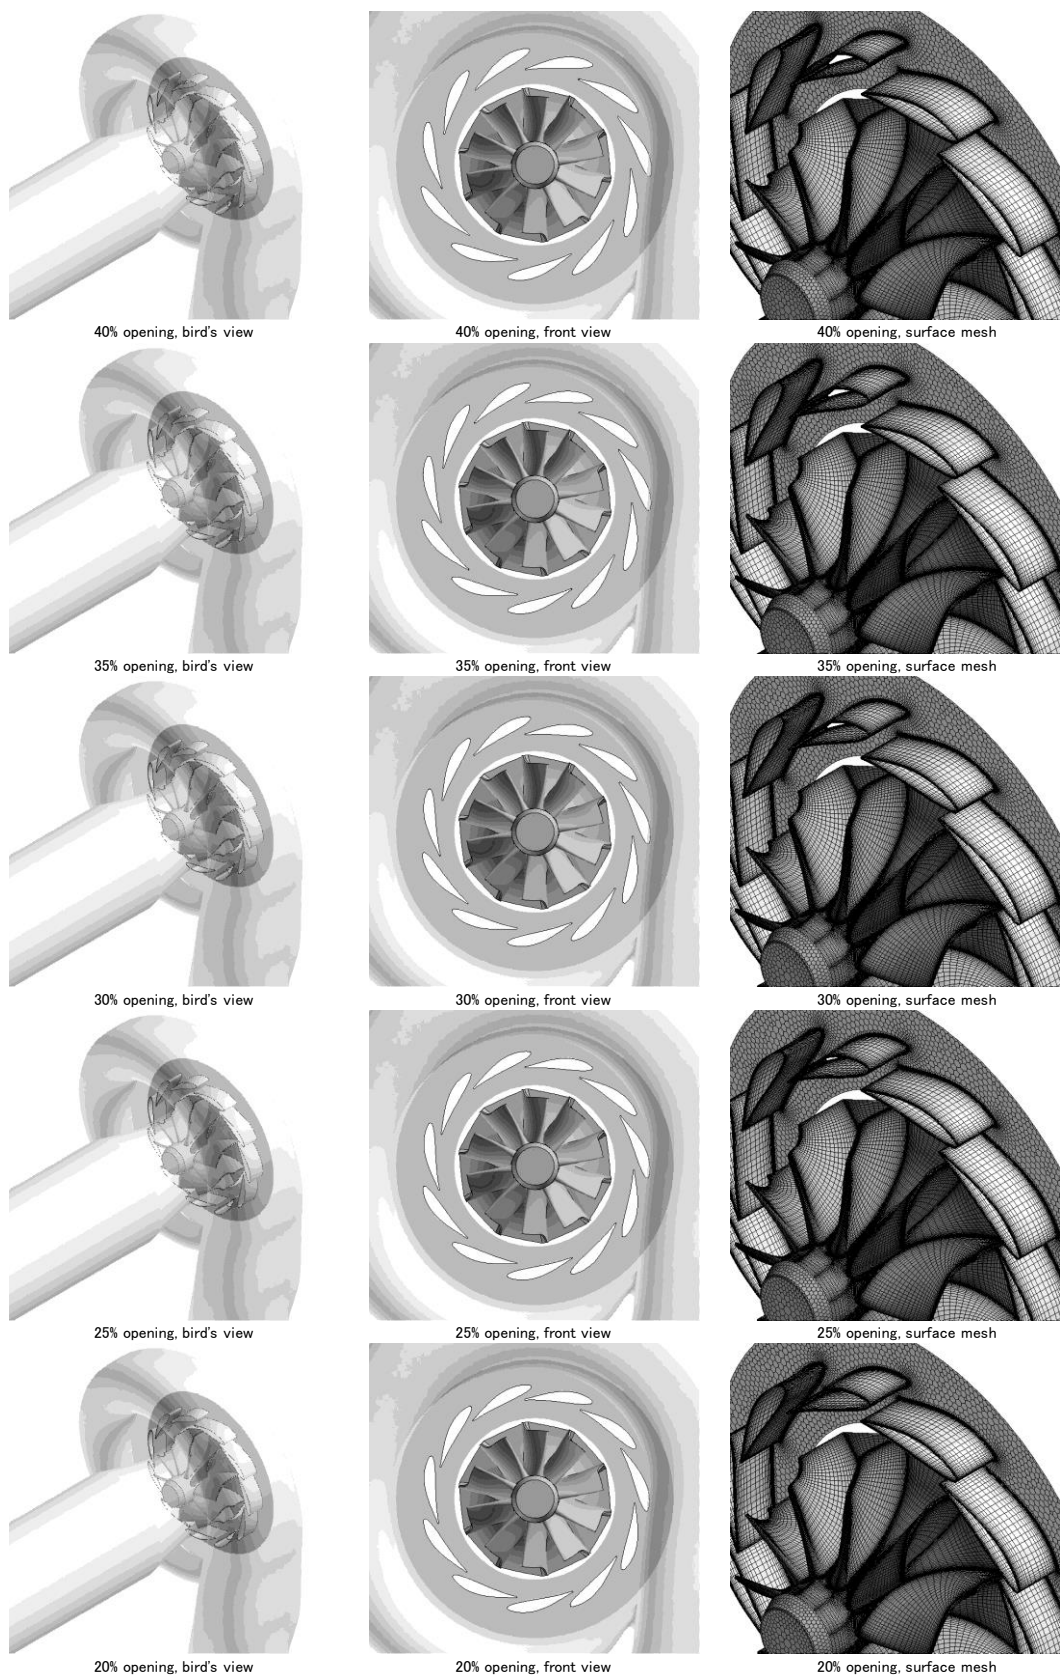 40% opening, bird's view
40% opening, front view
40% opening, surface mesh
35% opening, bird's view
35% opening, front view
35% opening, surface mesh
30% opening, bird's view
30% opening, front view
30% opening, surface mesh
25% opening, bird's view
25% opening, front view
25% opening, surface mesh
20% opening, bird's view
20% opening, front view
20% opening, surface mesh